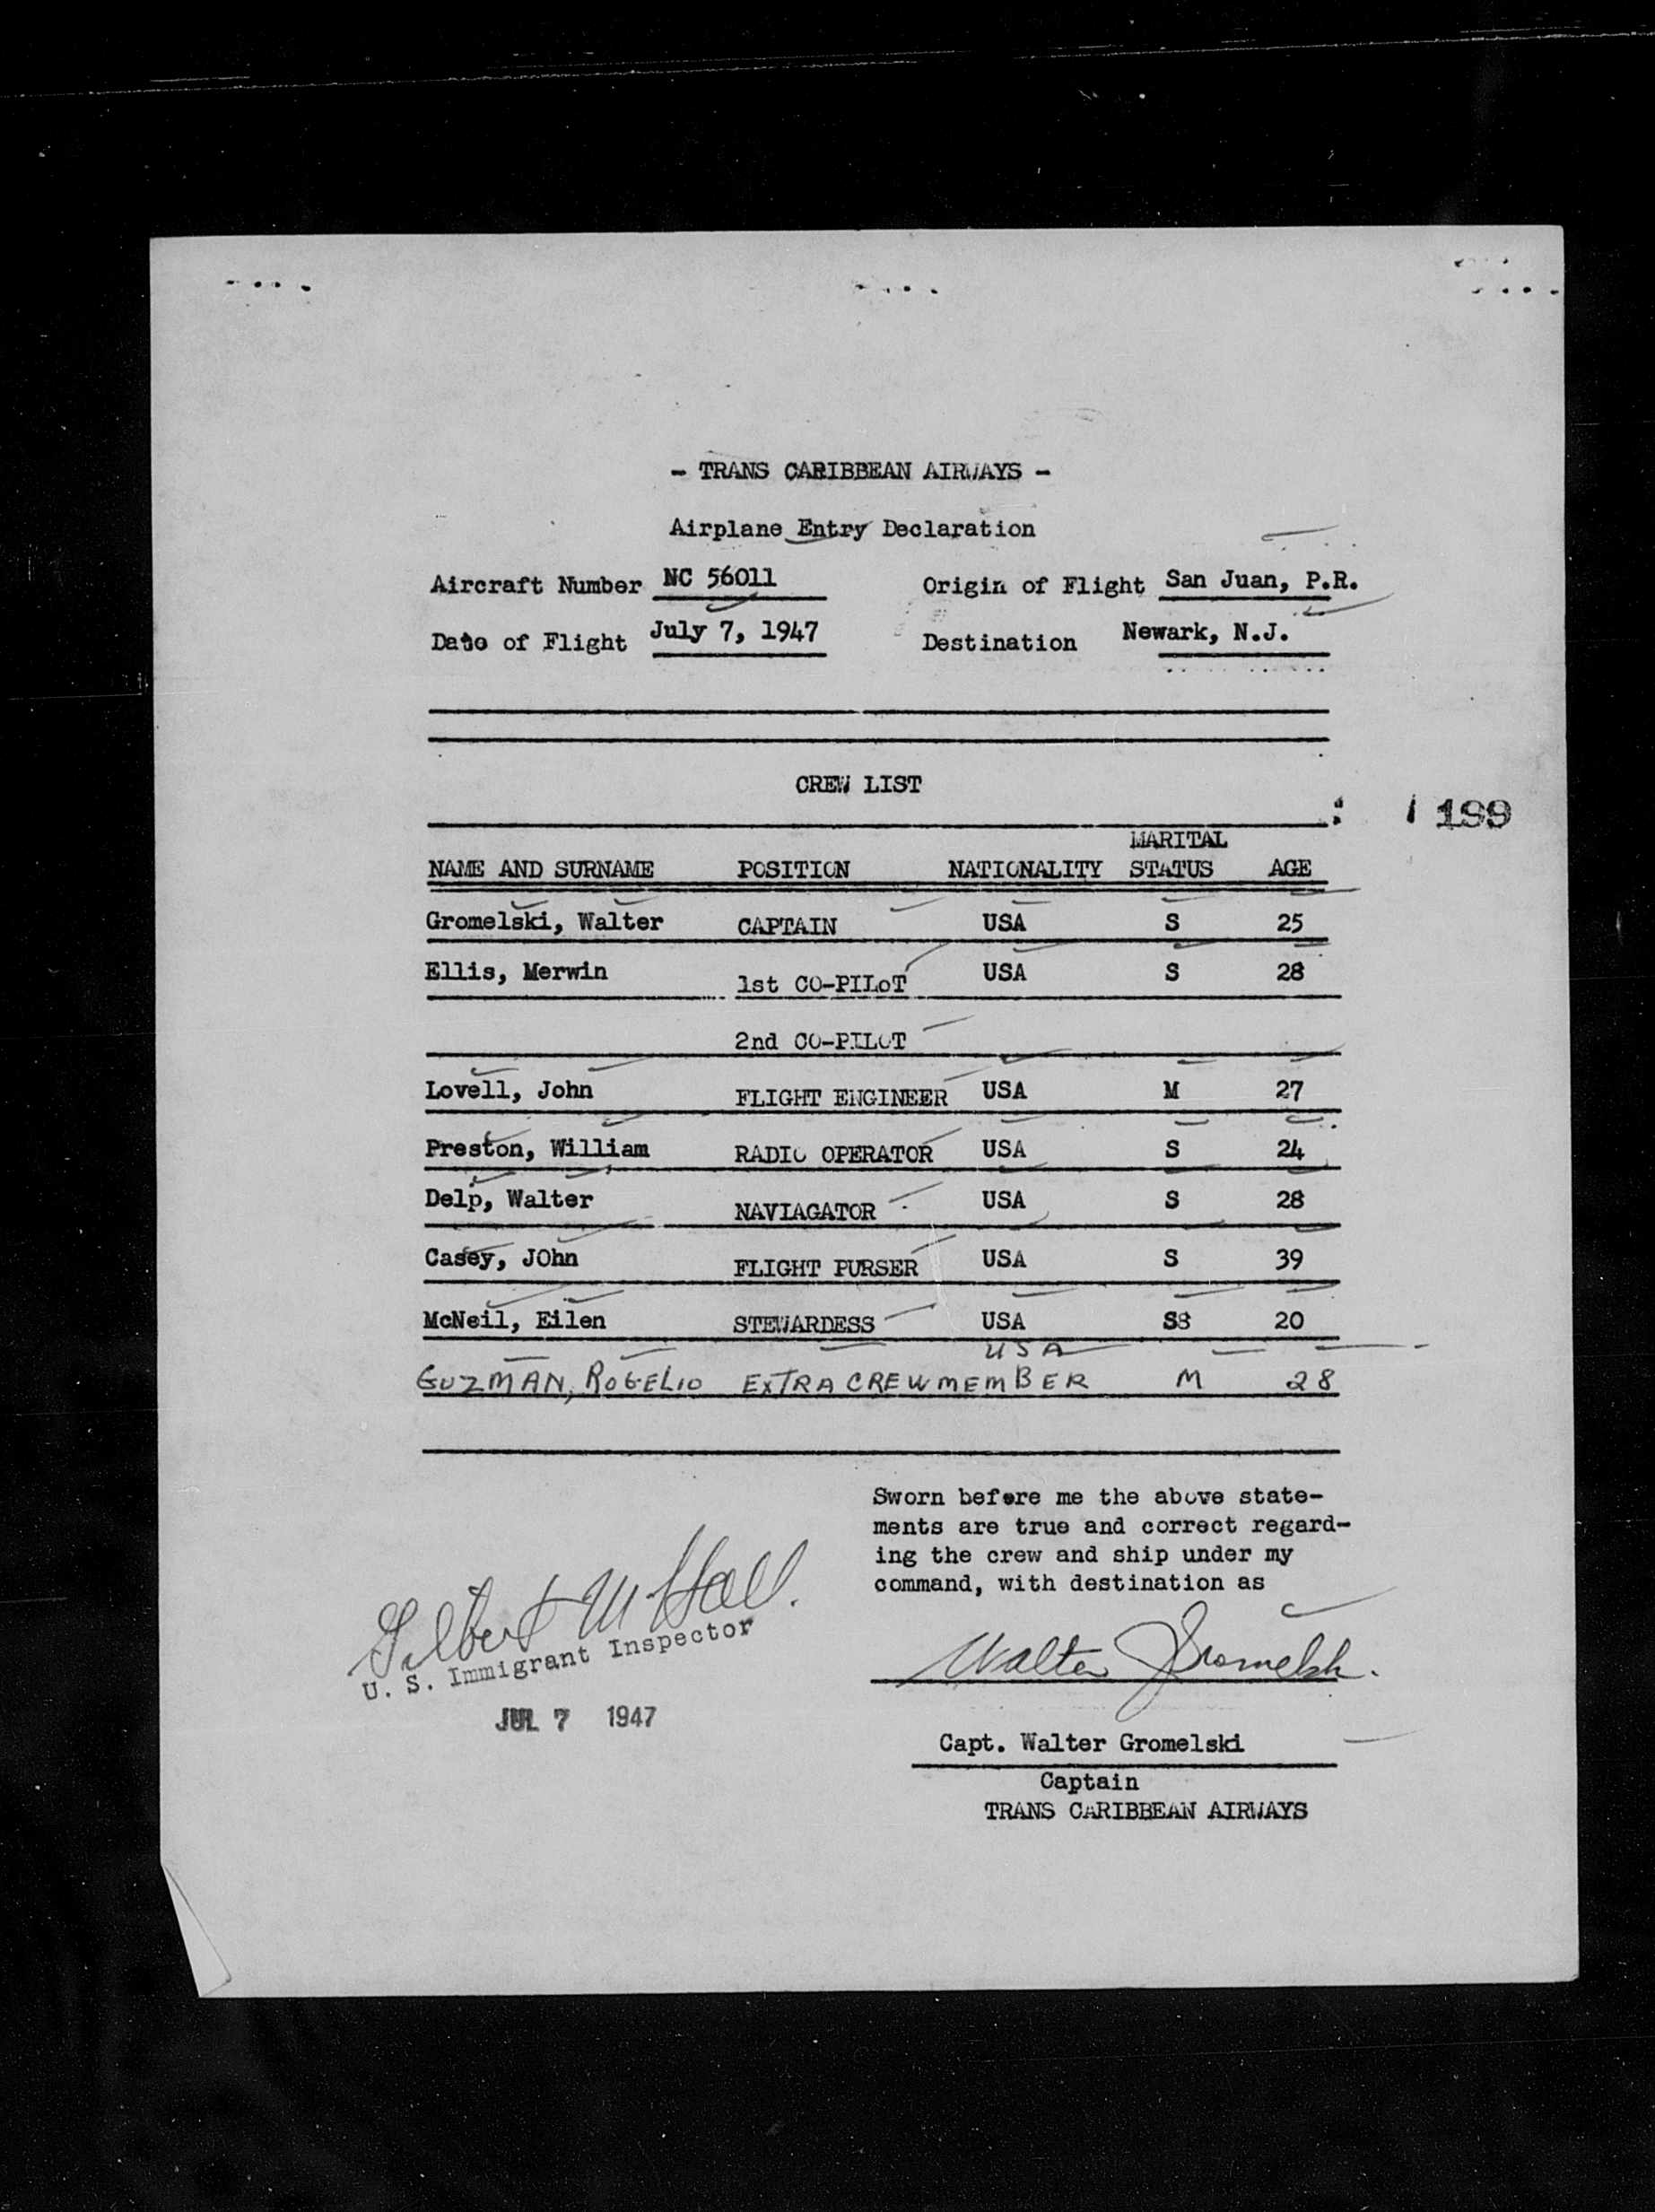 - TRANS CARIBBEAN AIRWAYS -
Airplane Entry Declaration
Aircraft Number NC 56011 Origin of Flight San Juan, P.R.
Date of Flight July 7, 1947 Destination Newark, N.J.
CREW LIST
199
MARITAL
NAME AND SURNAME POSITION NATIONALITY STATUS AGE
Gromelski, Walter CAPTAIN USA S 25
Ellis, Merwin 1st CO-PILoT USA S 28
2nd CO-PILOT
Lovell, John FLIGHT ENGINEER USA M 27
Preston, William RADIO OPERATOR USA S 24
Delp, Walter NAVIAGATOR USA S 28
Casey, JOhn FLIGHT PURSER USA S 39
McNeil, Eilen STEWARDESS USA SS 20
USA
GUZMAN, ROGELIO EXTRA CREWMEMBER M 28
Sworn before me the above state-
ments are true and correct regard-
ing the crew and ship under my
command, with destination as
Gilbert M Hall.
U. S. Immigrant Inspector
JUL 7 1947
Walter Gromelski.
Capt. Walter Gromelski
Captain
TRANS CARIBBEAN AIRWAYS